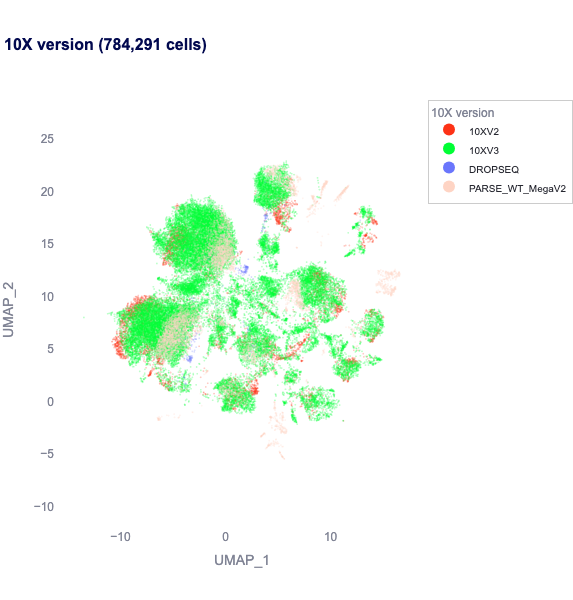 10X version (784,291 cells)
10X version
10XV2
10XV3
DROPSEQ
PARSE_WT_MegaV2
25
20
15
10
5
0
−5
−10
UMAP_2
−10
0
10
UMAP_1